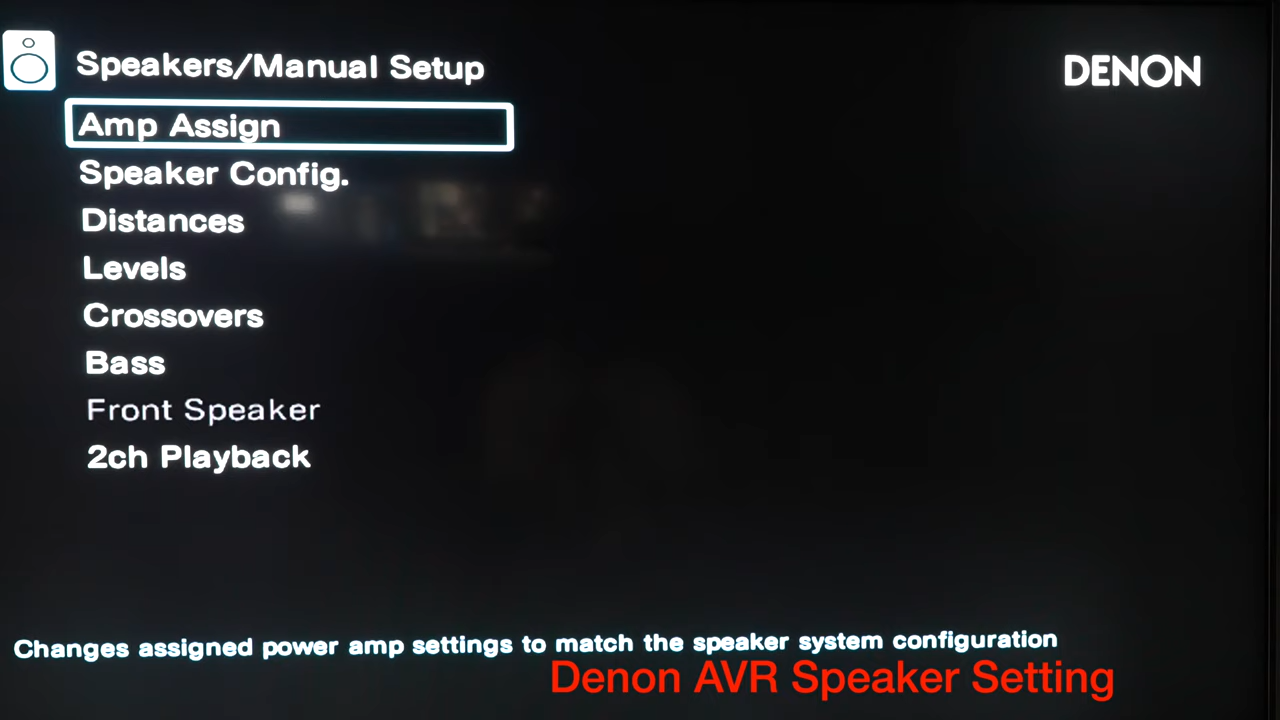 Speakers/Manual Setup
DENON
Amp Assign
Speaker Config.
Distances
Levels
Crossovers
Bass
Front Speaker
2ch Playback
Changes assigned power amp settings to match the speaker system configuration
Denon AVR Speaker Setting